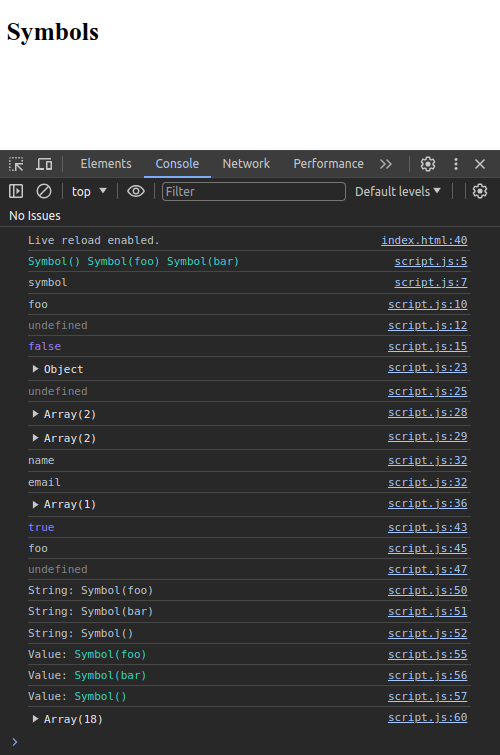 Symbols
Elements Console Network Performance
top Filter Default levels
No Issues
Live reload enabled. index.html:40
Symbol() Symbol(foo) Symbol(bar) script.js:5
symbol script.js:7
foo script.js:10
undefined script.js:12
false script.js:15
Object script.js:23
undefined script.js:25
Array(2) script.js:28
Array(2) script.js:29
name script.js:32
email script.js:32
Array(1) script.js:36
true script.js:43
foo script.js:45
undefined script.js:47
String: Symbol(foo) script.js:50
String: Symbol(bar) script.js:51
String: Symbol() script.js:52
Value: Symbol(foo) script.js:55
Value: Symbol(bar) script.js:56
Value: Symbol() script.js:57
Array(18) script.js:60